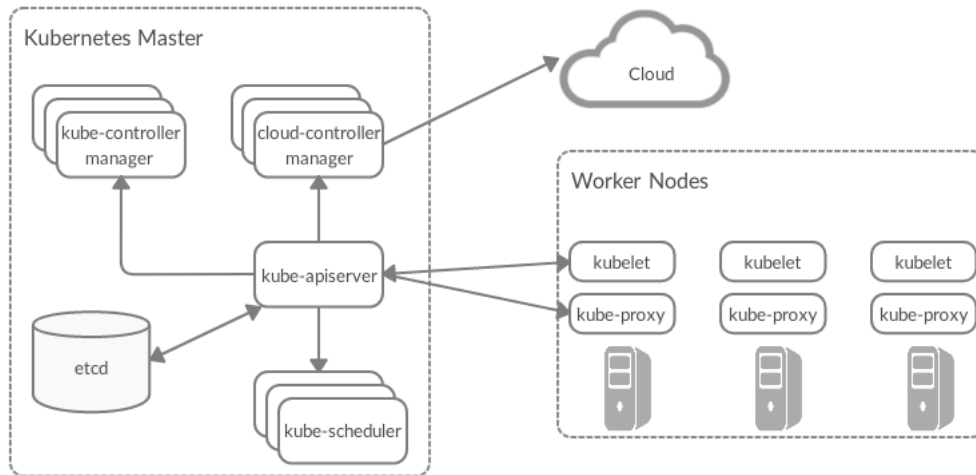 Kubernetes Master
kube-controller
manager
cloud-controller
manager
Cloud
kube-apiserver
etcd
kube-scheduler
Worker Nodes
kubelet
kubelet
kubelet
kube-proxy
kube-proxy
kube-proxy